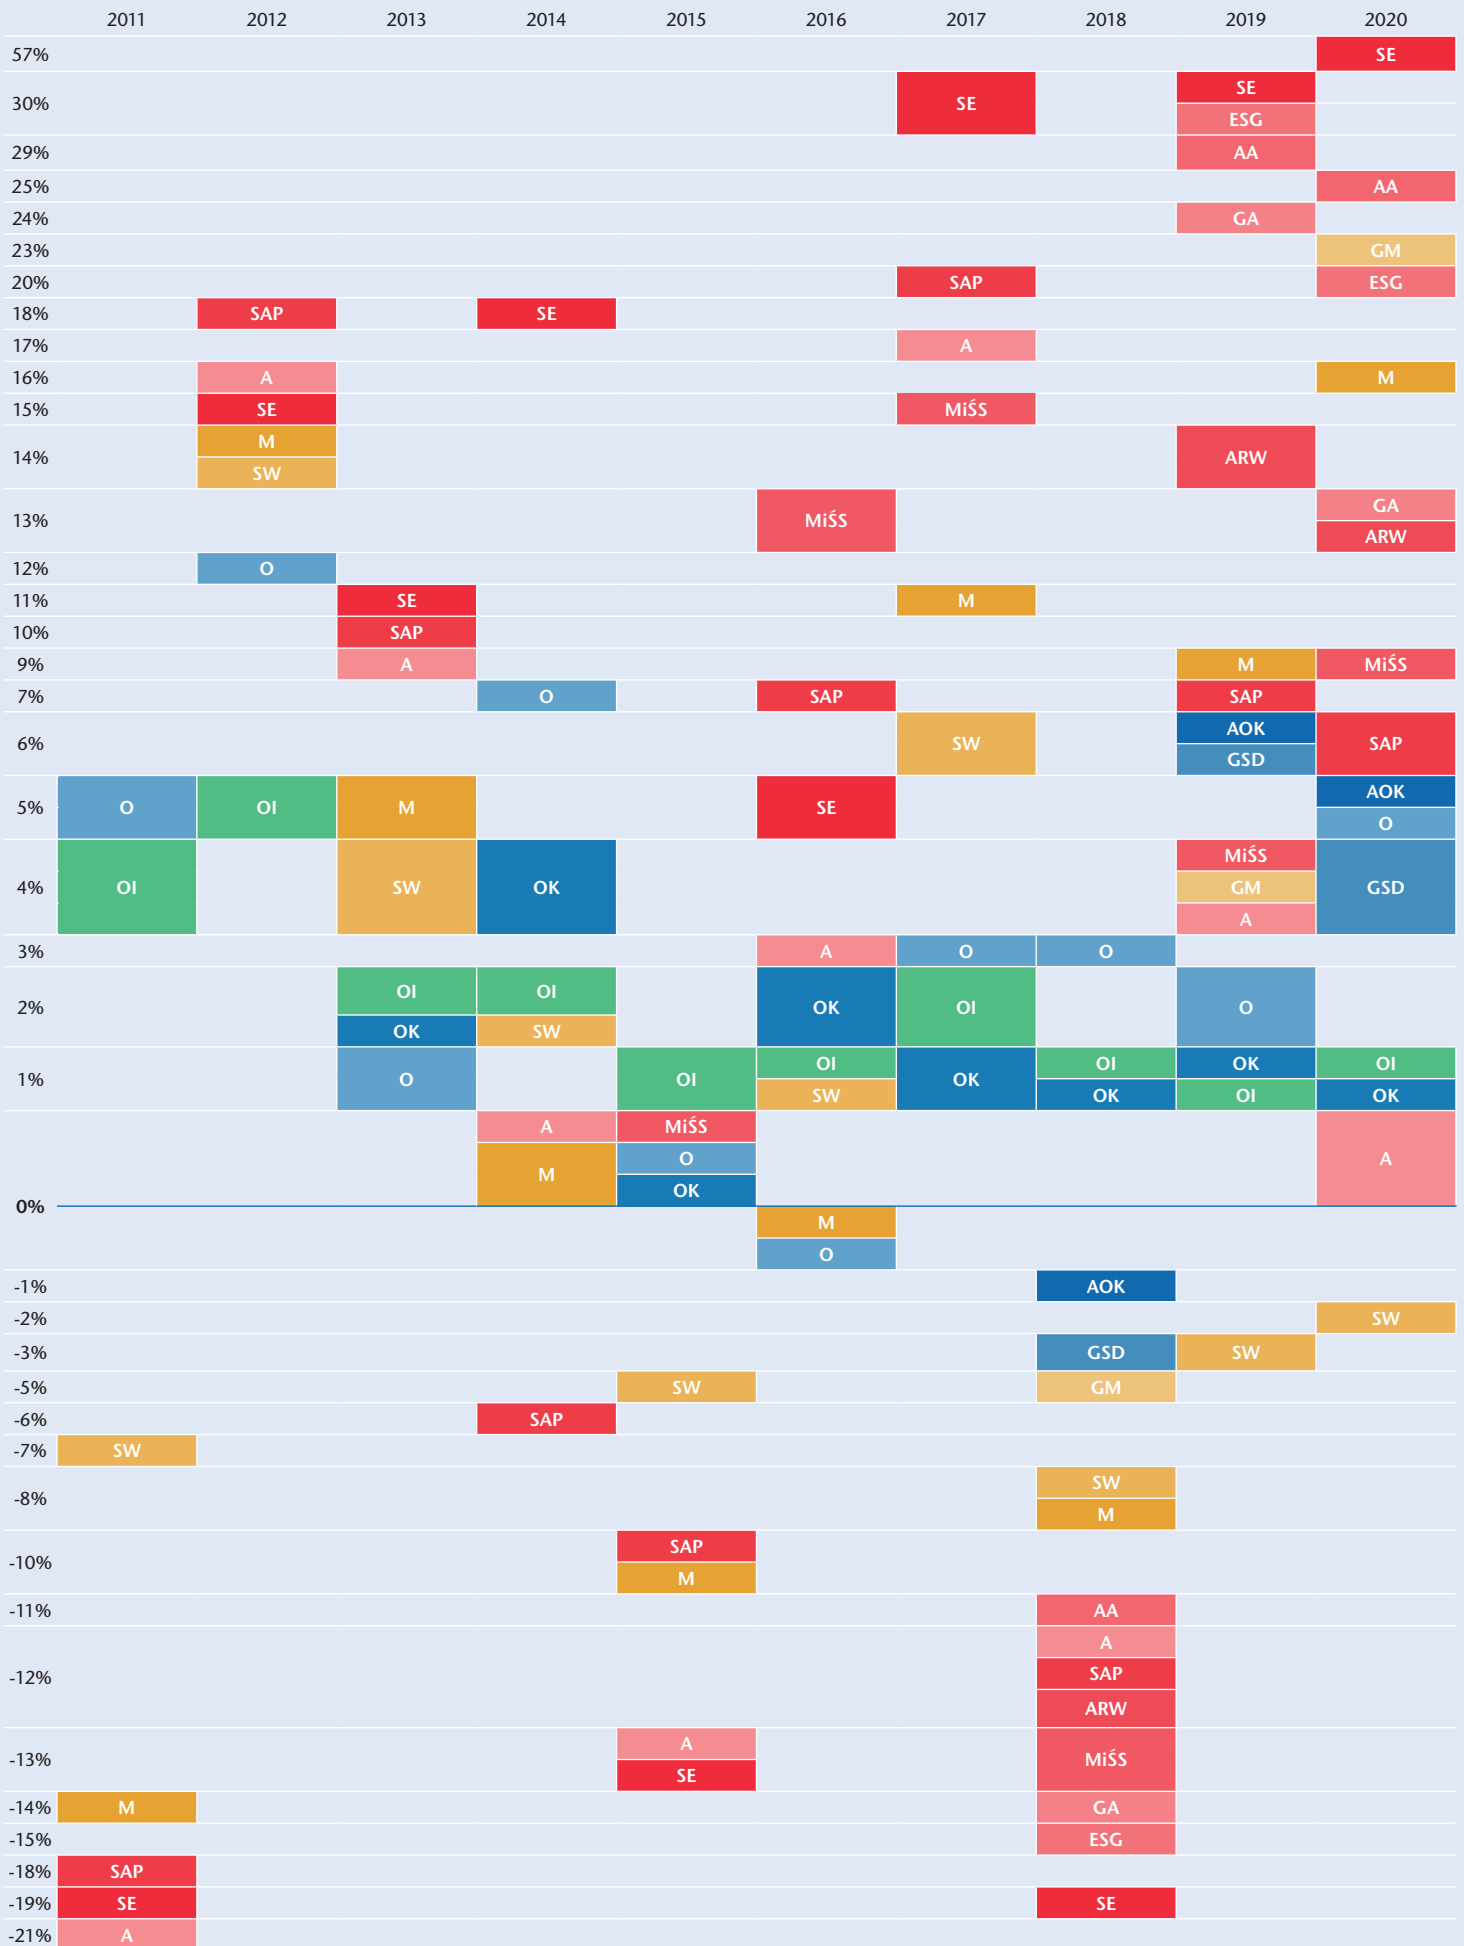 2011 2012 2013 2014 2015 2016 2017 2018 2019 2020
57% SE
30% SE SE
ESG
29% AA
25% AA
24% GA
23% GM
20% SAP ESG
18% SAP SE
17% A
16% A M
15% SE MiŚS
M
14% ARW
SW
GA
13% MiŚS
ARW
12% O
11% SE M
10% SAP
9% A M MiŚS
7% O SAP SAP
AOK
6% SW SAP
GSD
AOK
5% O OI M SE
O
MiŚS
4% OI SW OK GM GSD
A
3% A O O
OI OI
2% OK OI O
OK SW
OI OI OK OI
1% O OI OK
SW OK OI OK
A MiŚS
O A
M
OK
0%
M
O
-1% AOK
-2% SW
-3% GSD SW
-5% SW GM
-6% SAP
-7% SW
SW
-8%
M
SAP
-10%
M
-11% AA
A
-12% SAP
ARW
A
-13% MiŚS
SE
-14% M GA
-15% ESG
-18% SAP
-19% SE SE
-21% A